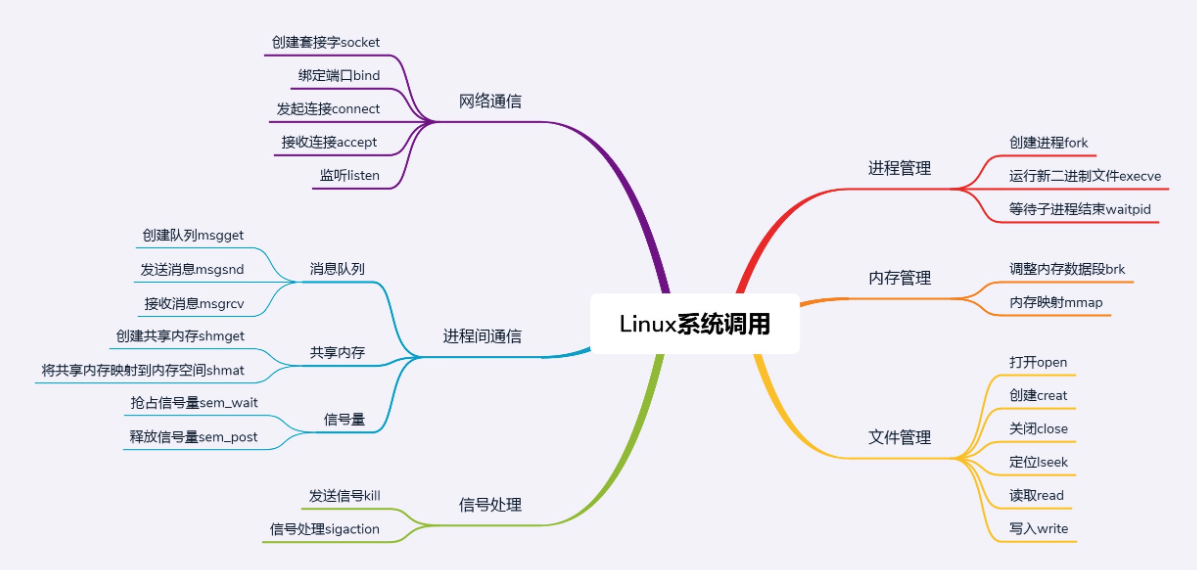 Linux系统调用
进程管理
创建进程fork
运行新二进制文件execve
等待子进程结束waitpid
内存管理
调整内存数据段brk
内存映射mmap
文件管理
打开open
创建creat
关闭close
定位lseek
读取read
写入write
网络通信
创建套接字socket
绑定端口bind
发起连接connect
接收连接accept
监听listen
进程间通信
消息队列
创建队列msgget
发送消息msgsnd
接收消息msgrcv
共享内存
创建共享内存shmget
将共享内存映射到内存空间shmat
信号量
抢占信号量sem_wait
释放信号量sem_post
信号处理
发送信号kill
信号处理sigaction